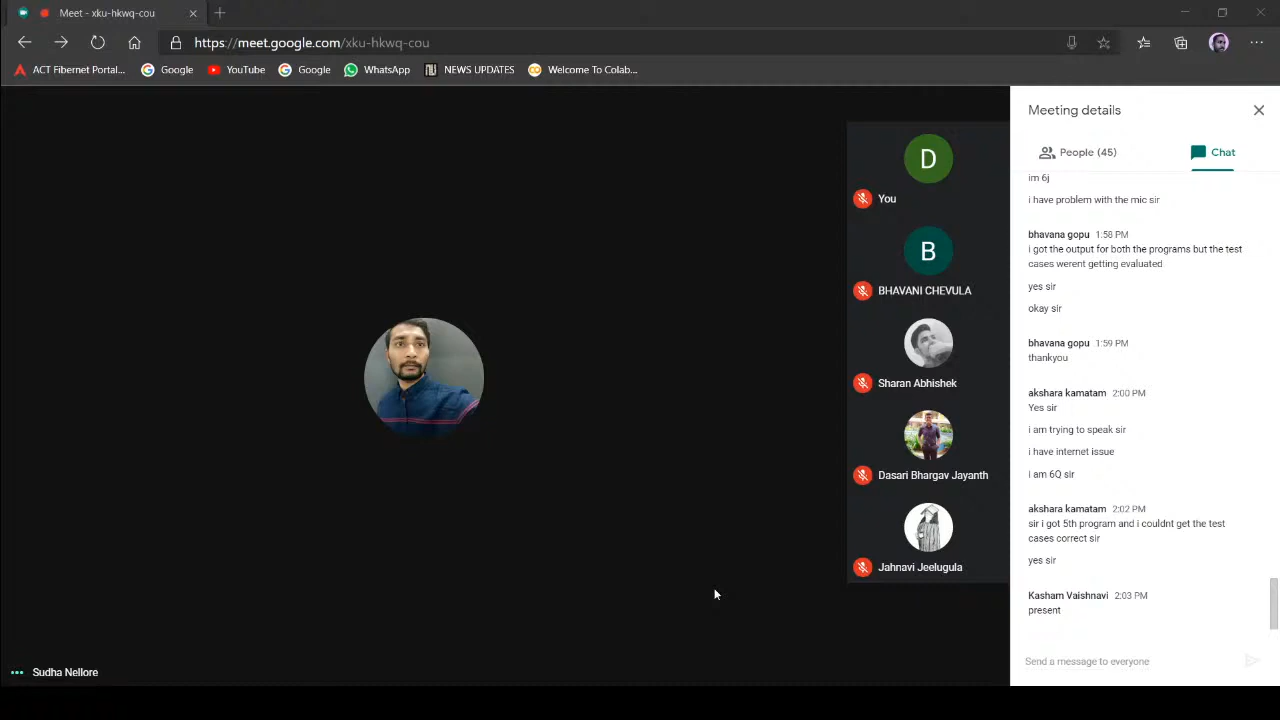 Meet - xku-hkwq-cou
https://meet.google.com/xku-hkwq-cou
ACT Fibernet Portal... Google YouTube Google WhatsApp NEWS UPDATES Welcome To Colab...
D
You
B
BHAVANI CHEVULA
Sharan Abhishek
Dasari Bhargav Jayanth
Jahnavi Jeelugula
Sudha Nellore
Meeting details
People (45) Chat
im 6j
i have problem with the mic sir
bhavana gopu 1:58 PM
i got the output for both the programs but the test
cases werent getting evaluated
yes sir
okay sir
bhavana gopu 1:59 PM
thankyou
akshara kamatam 2:00 PM
Yes sir
i am trying to speak sir
i have internet issue
i am 6Q sir
akshara kamatam 2:02 PM
sir i got 5th program and i couldnt get the test
cases correct sir
yes sir
Kasham Vaishnavi 2:03 PM
present
Send a message to everyone